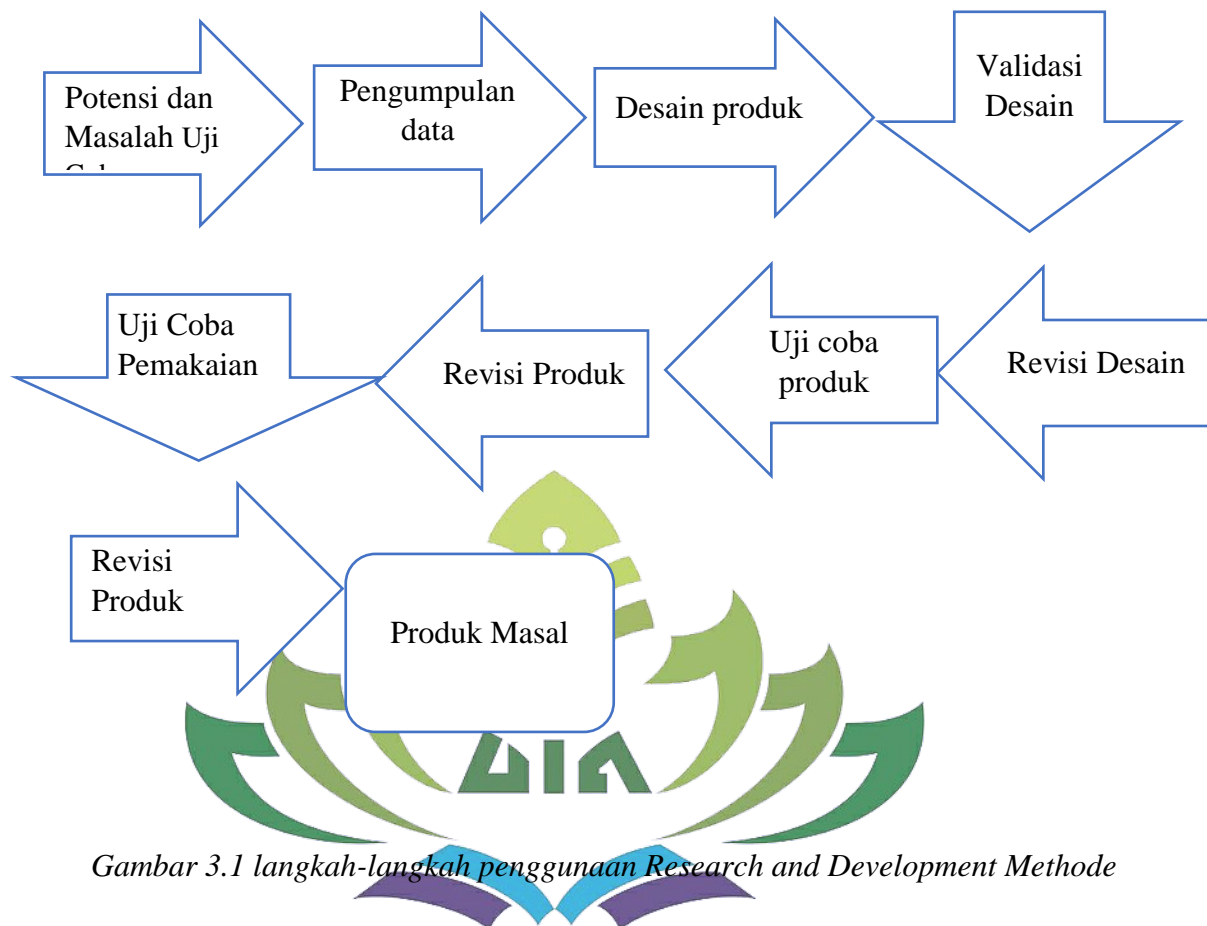 Potensi dan
Masalah Uji
Pengumpulan
data
Desain produk
Validasi
Desain
Revisi Desain
Uji coba
produk
Revisi Produk
Uji Coba
Pemakaian
Revisi
Produk
Produk Masal
Gambar 3.1 langkah-langkah penggunaan Research and Development Methode